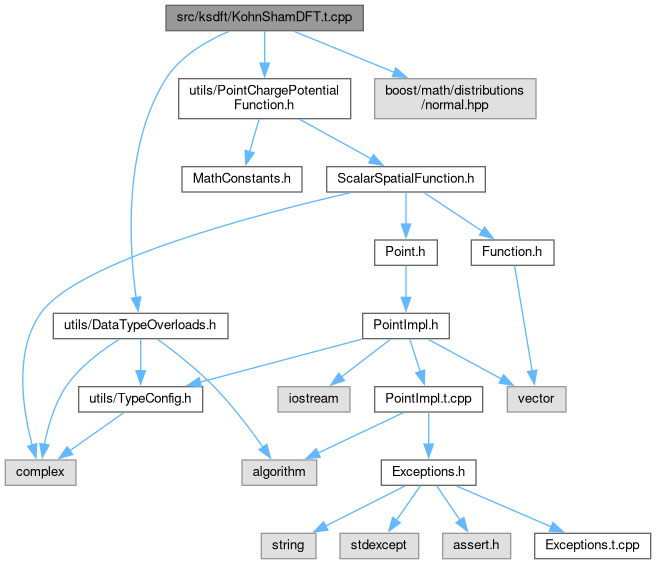 src/ksdft/KohnShamDFT.t.cpp
utils/PointChargePotential
Function.h
boost/math/distributions
/normal.hpp
MathConstants.h
ScalarSpatialFunction.h
Point.h
Function.h
utils/DataTypeOverloads.h
PointImpl.h
utils/TypeConfig.h
iostream
PointImpl.t.cpp
vector
complex
algorithm
Exceptions.h
string
stdexcept
assert.h
Exceptions.t.cpp